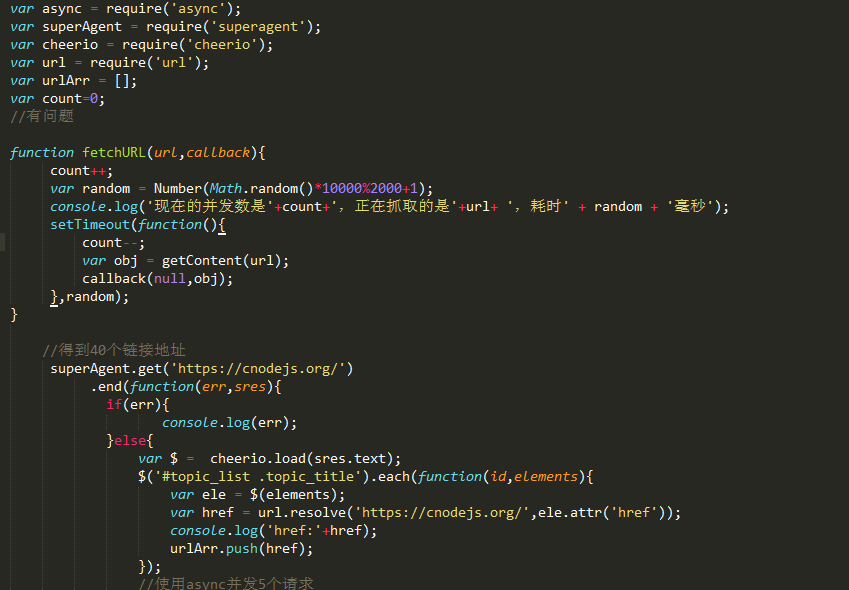 var async = require('async');
var superAgent = require('superagent');
var cheerio = require('cheerio');
var url = require('url');
var urlArr = [];
var count=0;
//有问题
function fetchURL(url,callback){
count++;
var random = Number(Math.random()*10000%2000+1);
console.log('现在的并发数是'+count+', 正在抓取的是'+url+ ', 耗时' + random + '毫秒');
setTimeout(function(){
count--;
var obj = getContent(url);
callback(null,obj);
},random);
}
//得到40个链接地址
superAgent.get('https://cnodejs.org/')
.end(function(err,sres){
if(err){
console.log(err);
}else{
var $ = cheerio.load(sres.text);
$('#topic_list .topic_title').each(function(id,elements){
var ele = $(elements);
var href = url.resolve('https://cnodejs.org/',ele.attr('href'));
console.log('href:'+href);
urlArr.push(href);
});
//使用async并发5个请求